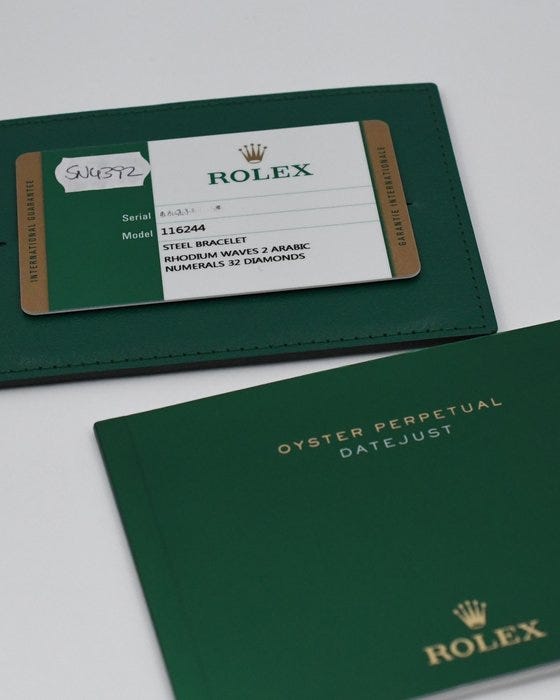 INTERNATIONAL GUARANTEE
SN4392
ROLEX
GARANTIE INTERNATIONALE
Serial
Model 116244
STEEL BRACELET
RHODIUM WAVES 2 ARABIC
NUMERALS 32 DIAMONDS
OYSTER PERPETUAL
DATEJUST
ROLEX